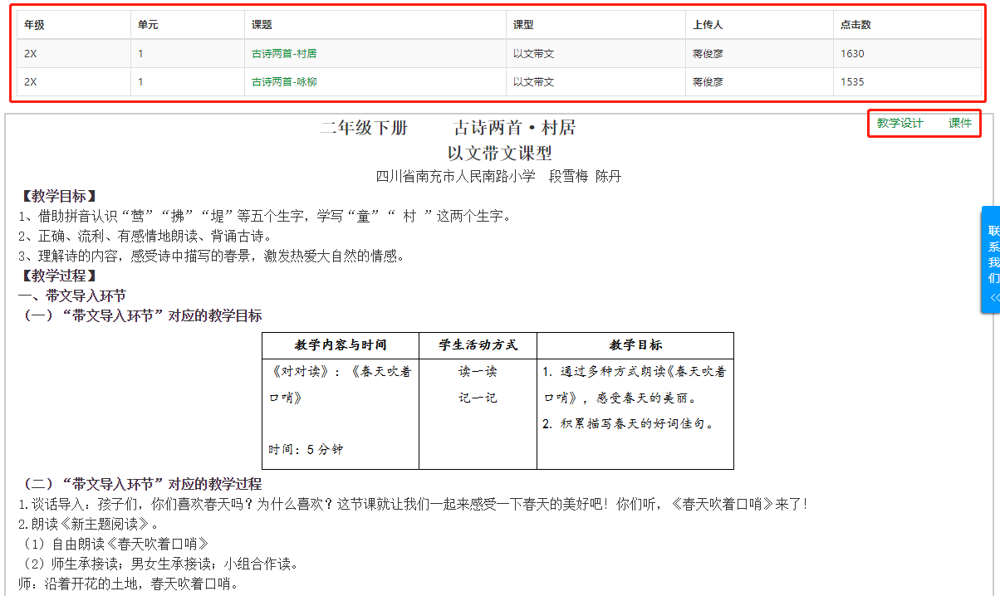 年级 单元 课题 课型 上传人 点击数
2X 1 古诗两首-村居 以文带文 蒋俊彦 1630
2X 1 古诗两首-咏柳 以文带文 蒋俊彦 1535
教学设计 课件
二年级下册 古诗两首·村居
以文带文课型
四川省南充市人民南路小学 段雪梅 陈丹
【教学目标】
1、借助拼音认识“莺”“拂”“堤”等五个生字，学写“童”“ 村 ”这两个生字。
2、正确、流利、有感情地朗读、背诵古诗。
3、理解诗的内容，感受诗中描写的春景，激发热爱大自然的情感。
【教学过程】
一、带文导入环节
（一）“带文导入环节”对应的教学目标
教学内容与时间 学生活动方式 教学目标
《对对读》：《春天吹着 读一读 1. 通过多种方式朗读《春天吹着
口哨》 记一记 口哨》，感受春天的美丽。
2. 积累描写春天的好词佳句。
时间：5 分钟
（二）“带文导入环节”对应的教学过程
1.谈话导入：孩子们，你们喜欢春天吗？为什么喜欢？这节课就让我们一起来感受一下春天的美好吧！你们听，《春天吹着口哨》来了！
2.朗读《新主题阅读》。
（1）自由朗读《春天吹着口哨》
（2）师生承接读；男女生承接读；小组合作读。
师：沿着开花的土地，春天吹着口哨。
联
系
我
们
<<